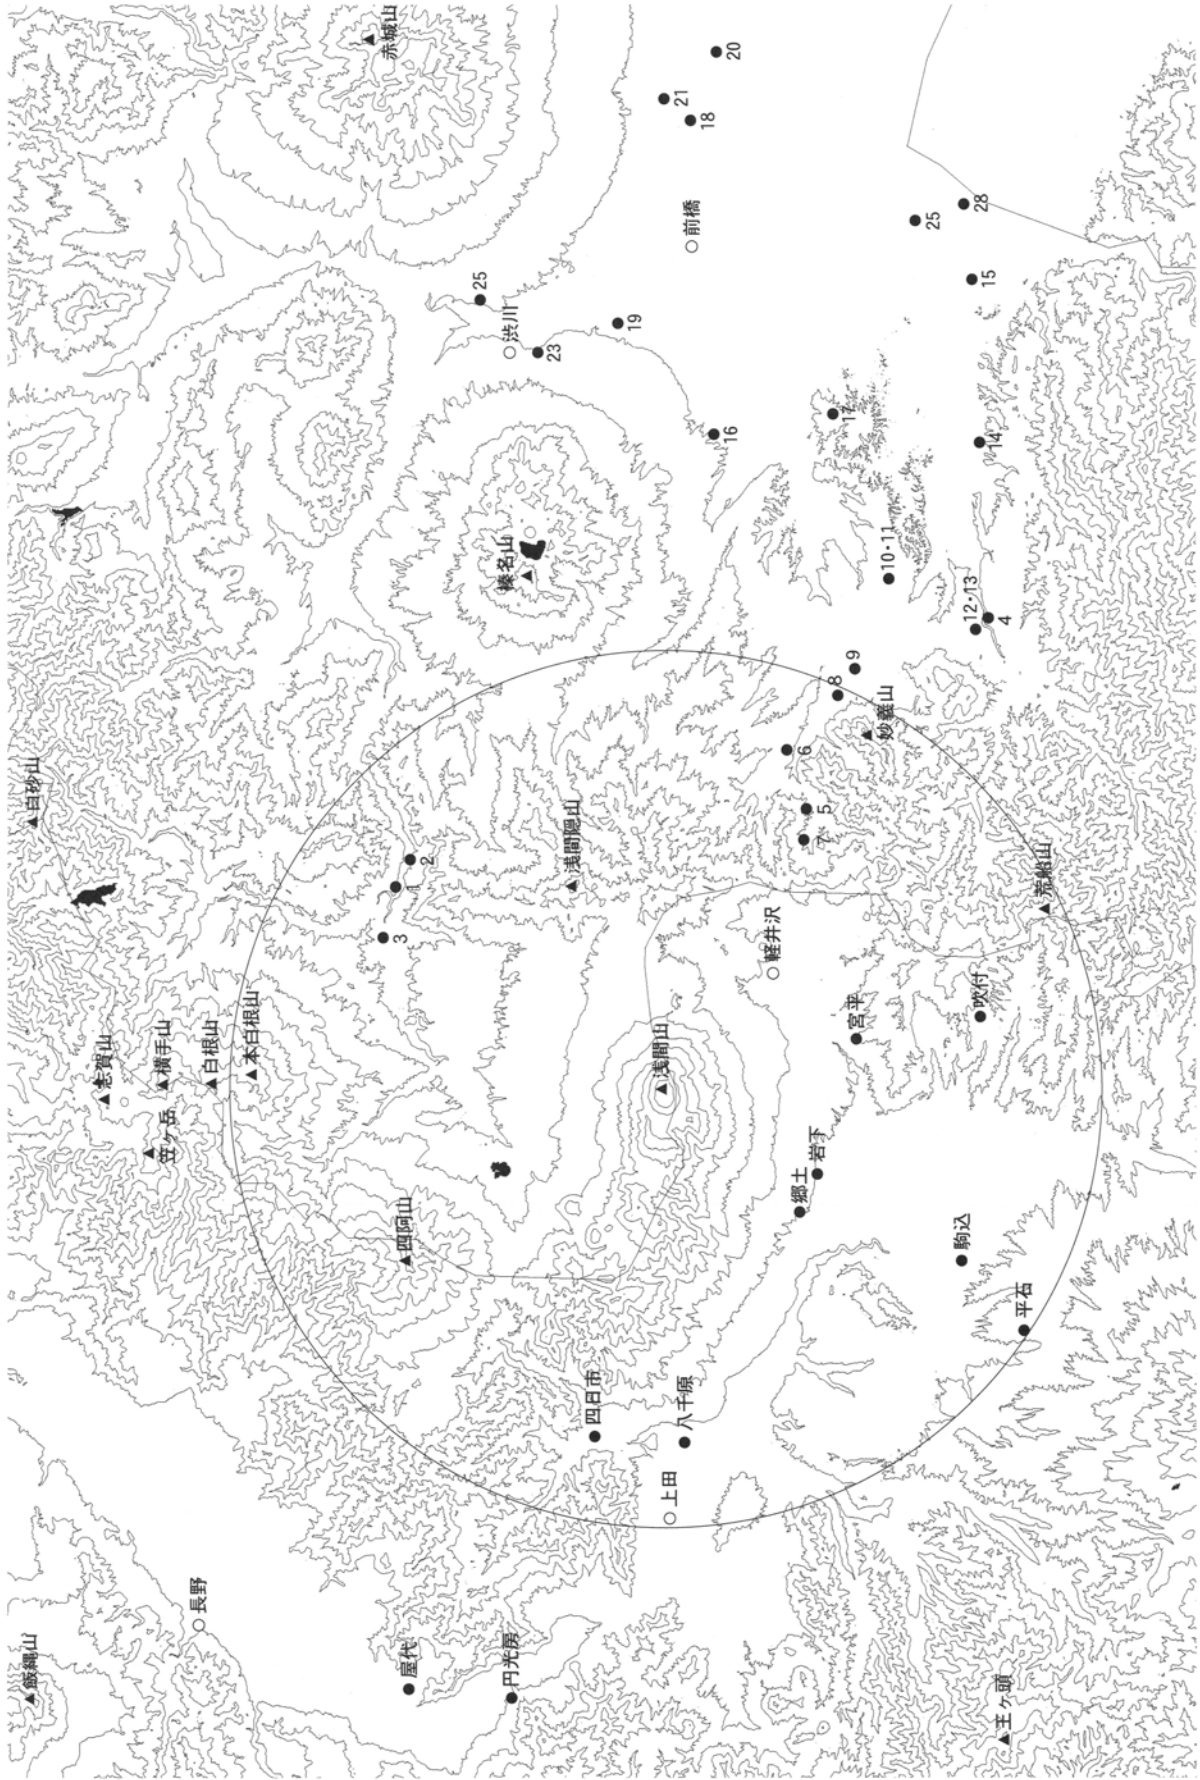 飯縄山
長野
屋代
円光房
王ヶ頭
上田
四日市
八千原
平石
駒込
郷土
岩下
四阿山
笠ヶ岳
志賀山
横手山
白根山
本白根山
浅間山
宮平
吹付
軽井沢
荒船山
浅間隠山
白砂山
3
1
2
7
5
6
妙義山
8
9
12・13
4
10・11
榛名山
14
16
17
23
渋川
19
25
15
前橋
25
28
18
21
20
赤城山